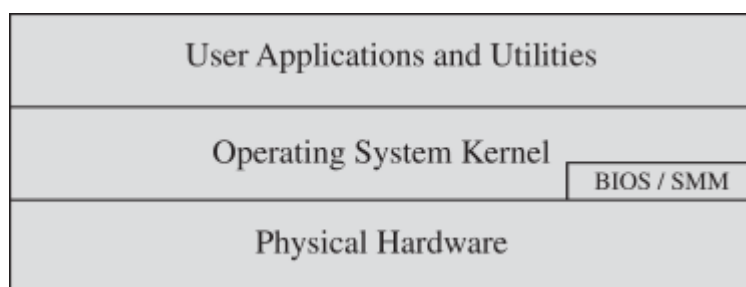 User Applications and Utilities
Operating System Kernel
BIOS / SMM
Physical Hardware